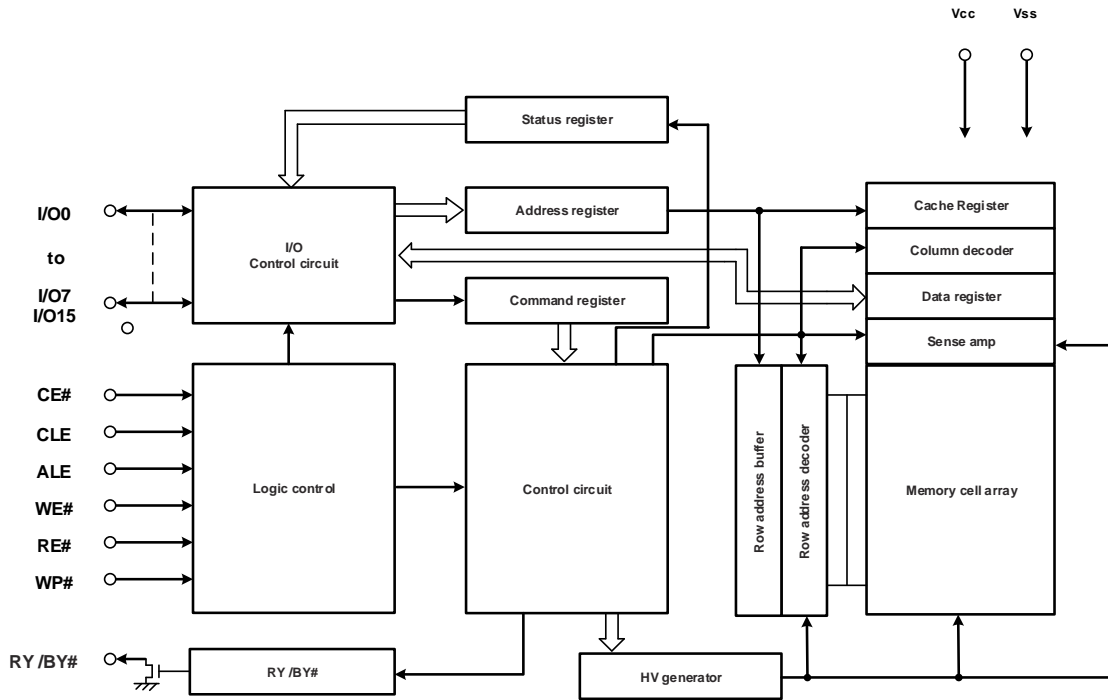 Vcc
Vss
Status register
I/O0
to
I/O7
I/O15
I/O
Control circuit
Address register
Command register
Cache Register
Column decoder
Data register
Sense amp
CE#
CLE
ALE
WE#
RE#
WP#
Logic control
Control circuit
Row address buffer
Row address decoder
Memory cell array
RY /BY#
RY /BY#
HV generator